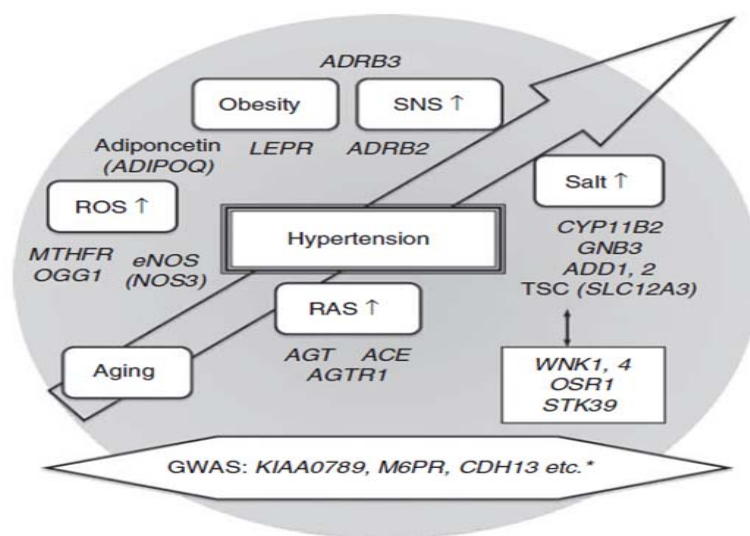 ADRB3
Obesity
SNS ↑
Adiponcetin
(ADIPOQ)
LEPR
ADRB2
ROS ↑
Salt ↑
MTHFR
OGG1
eNOS
(NOS3)
Hypertension
CYP11B2
GNB3
ADD1, 2
TSC (SLC12A3)
RAS ↑
AGT ACE
AGTR1
Aging
WNK1, 4
OSR1
STK39
GWAS: KIAA0789, M6PR, CDH13 etc.*